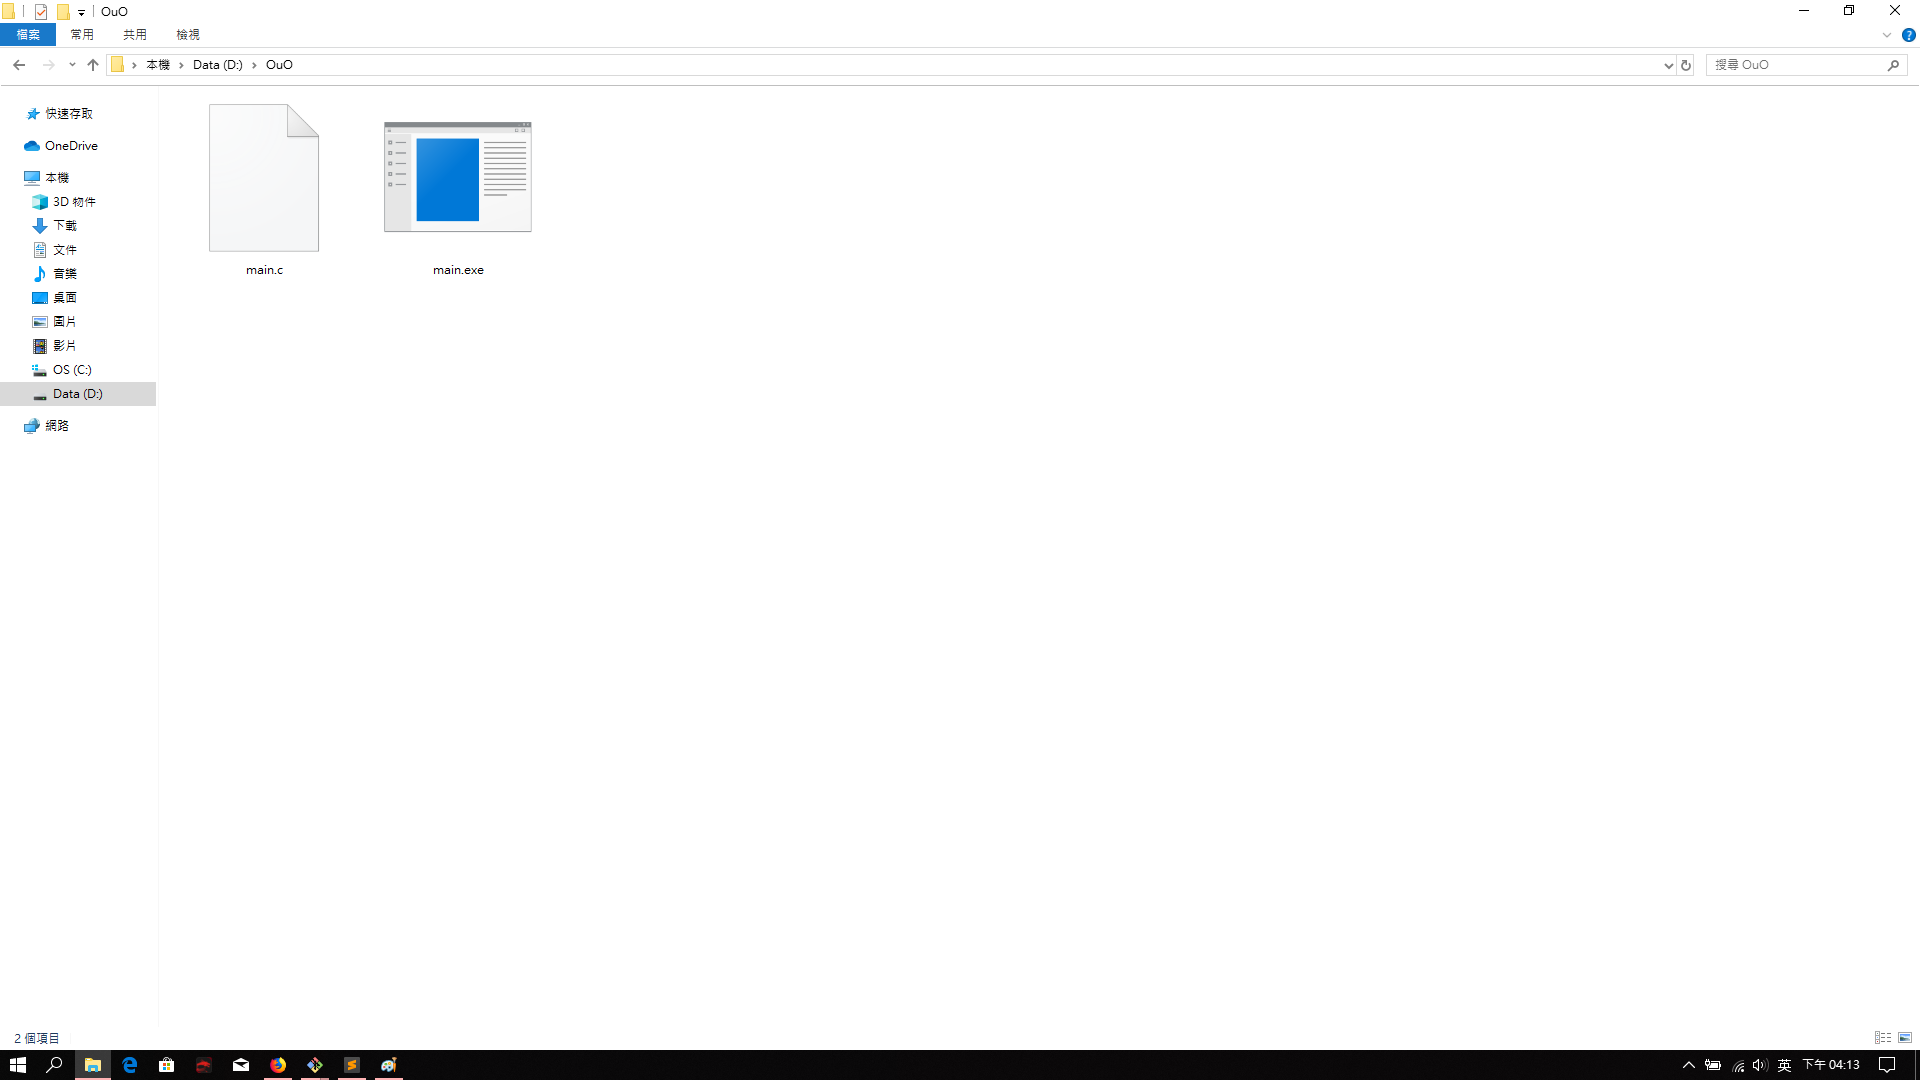 OuO
檔案 常用 共用 檢視
本機 Data (D:) OuO 搜尋 OuO
快速存取
OneDrive
本機
3D 物件
下載
文件
音樂
桌面
圖片
影片
OS (C:)
Data (D:)
網路
main.c main.exe
2 個項目
英 下午 04:13